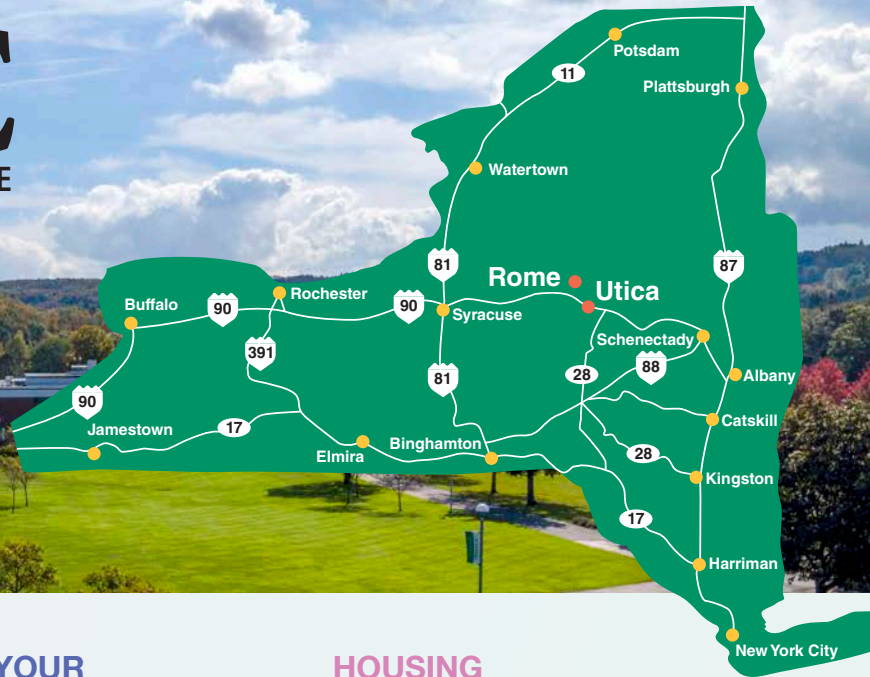 E
Potsdam
11
Plattsburgh
Watertown
81
87
Rome
Utica
Buffalo
90
Rochester
90
Syracuse
Schenectady
391
88
28
81
Albany
90
Jamestown
17
Catskill
Elmira
Binghamton
28
Kingston
17
Harriman
New York City
YOUR
HOUSING